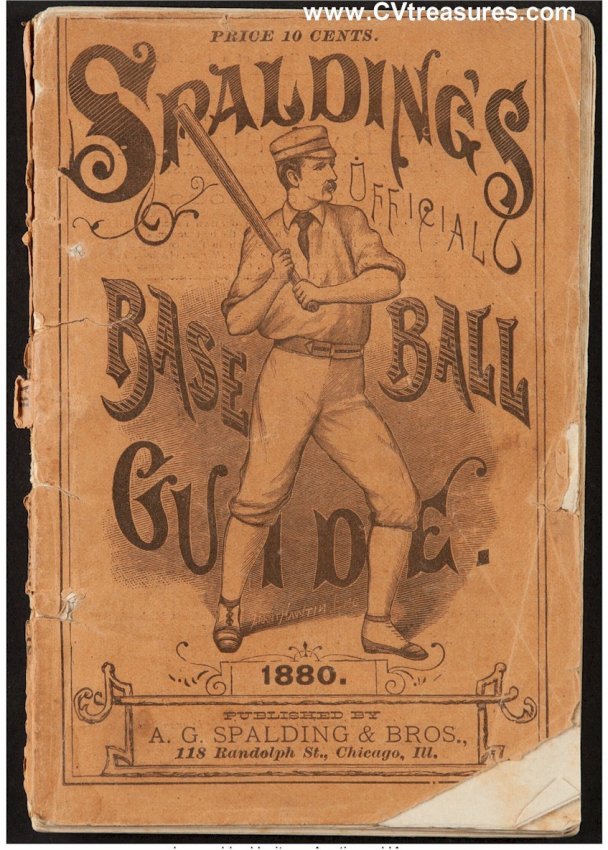 www.CVtreasures.com
PRICE 10 CENTS.
SPALDING'S
OFFICIAL
BASE BALL
GUIDE.
1880.
PUBLISHED BY
A. G. SPALDING & BROS.,
118 Randolph St., Chicago, Ill.